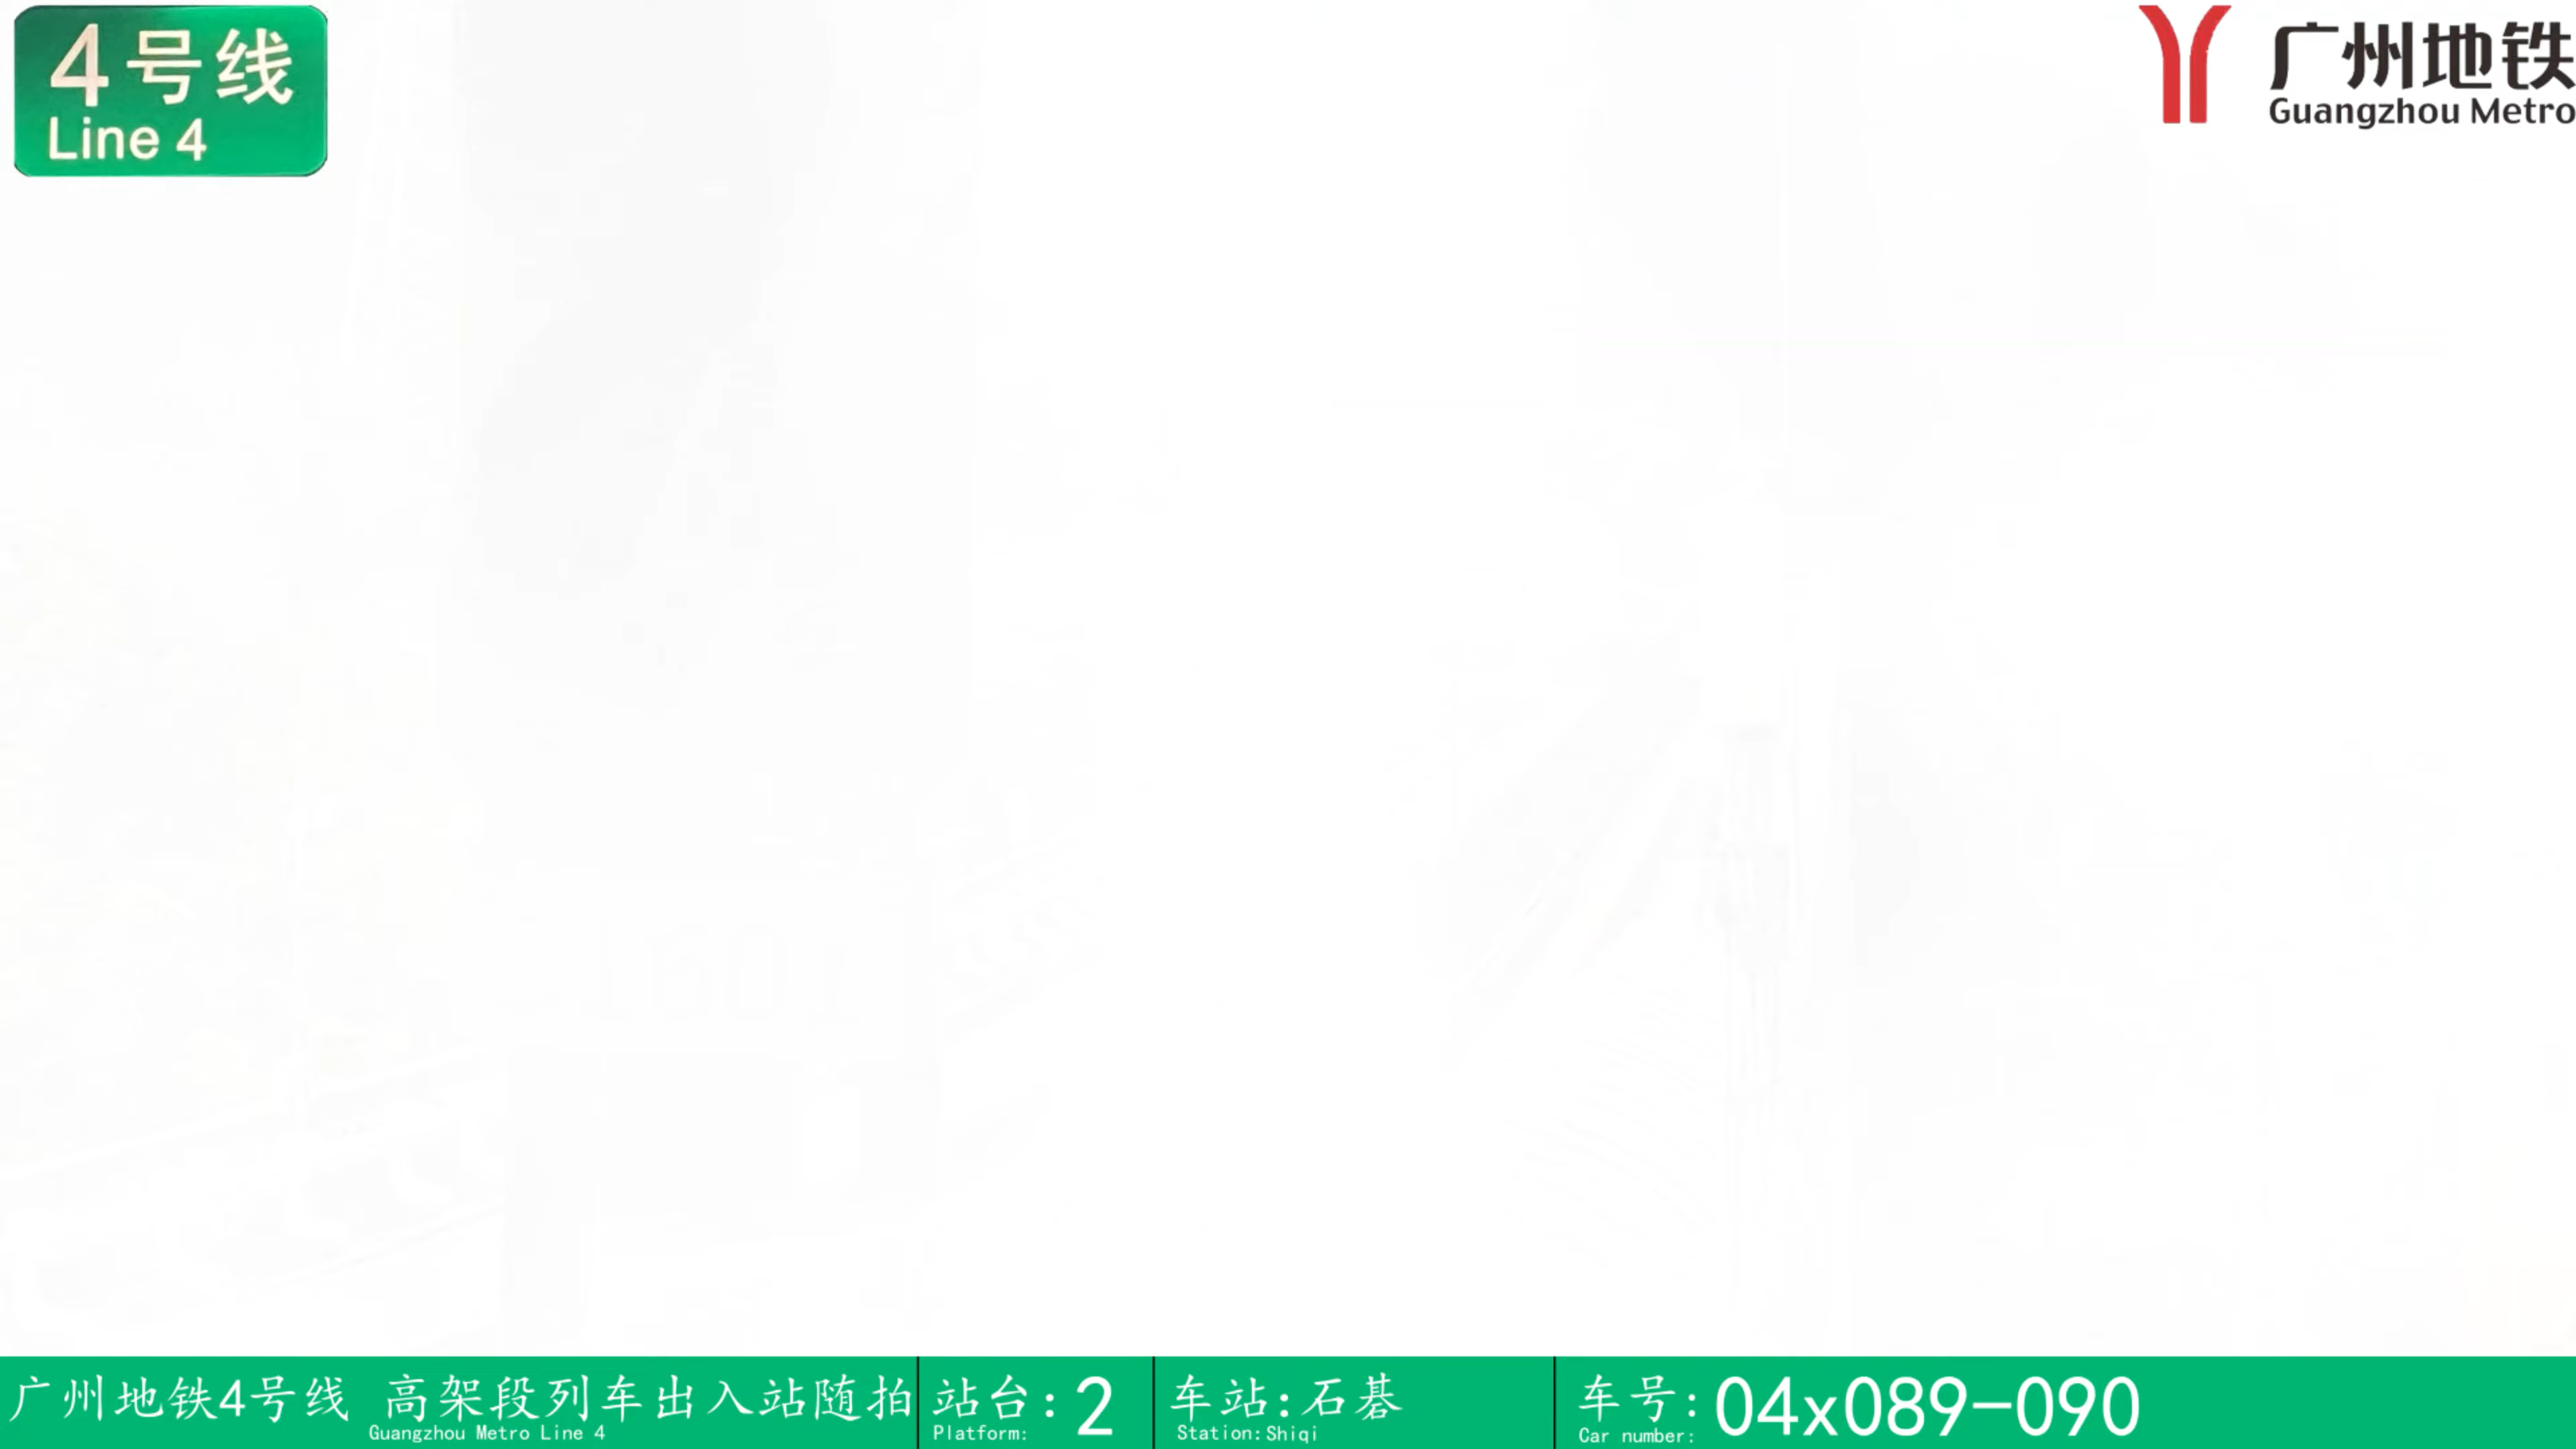 4号线
Line 4
广州地铁
Guangzhou Metro
广州地铁4号线 高架段列车出入站随拍
Guangzhou Metro Line 4
站台:2
Platform:
车站:石碁
Station:Shiqi
车号:04x089-090
Car number: